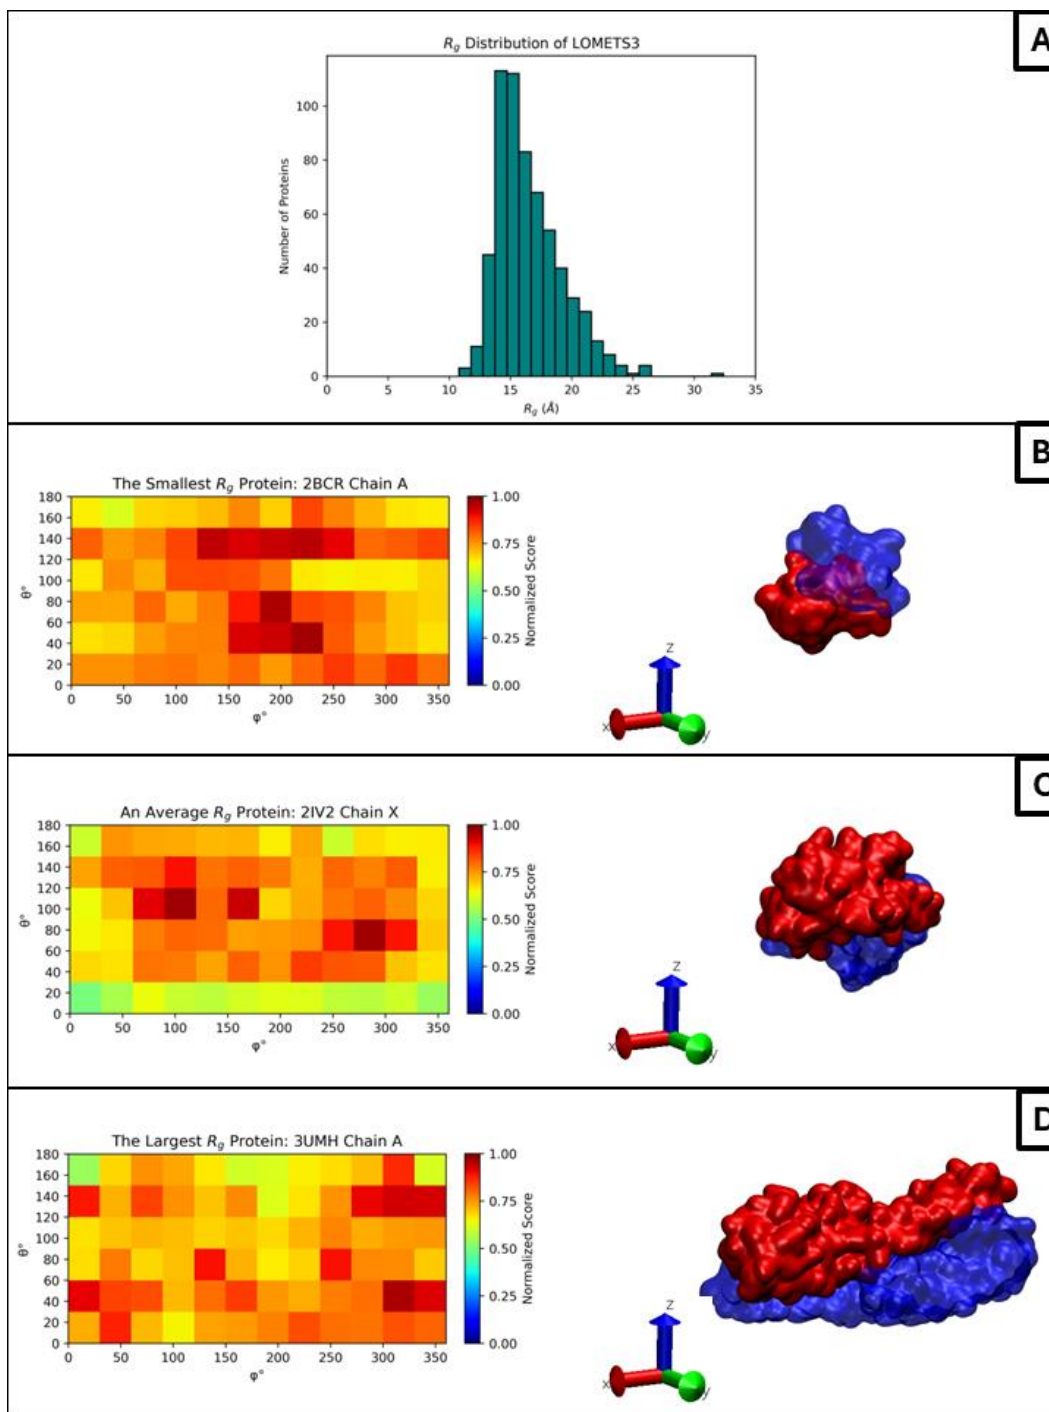 A
Rg Distribution of LOMETS3
Number of Proteins
100
80
60
40
20
0
0 5 10 15 20 25 30 35
Rg (Å)
B
The Smallest Rg Protein: 2BCR Chain A
θ°
180
160
140
120
100
80
60
40
20
0
0 50 100 150 200 250 300 350
φ°
1.00
0.75
0.50
0.25
0.00
Normalized Score
z
x
y
C
An Average Rg Protein: 2IV2 Chain X
θ°
180
160
140
120
100
80
60
40
20
0
0 50 100 150 200 250 300 350
φ°
1.00
0.75
0.50
0.25
0.00
Normalized Score
z
x
y
D
The Largest Rg Protein: 3UMH Chain A
θ°
180
160
140
120
100
80
60
40
20
0
0 50 100 150 200 250 300 350
φ°
1.00
0.75
0.50
0.25
0.00
Normalized Score
z
x
y